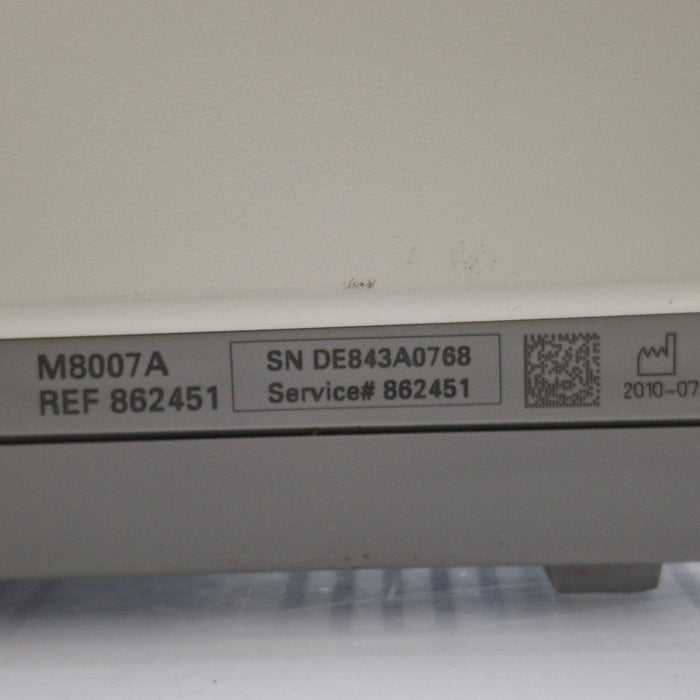 M8007A
REF 862451
SN DE843A0768
Service# 862451
2010-07